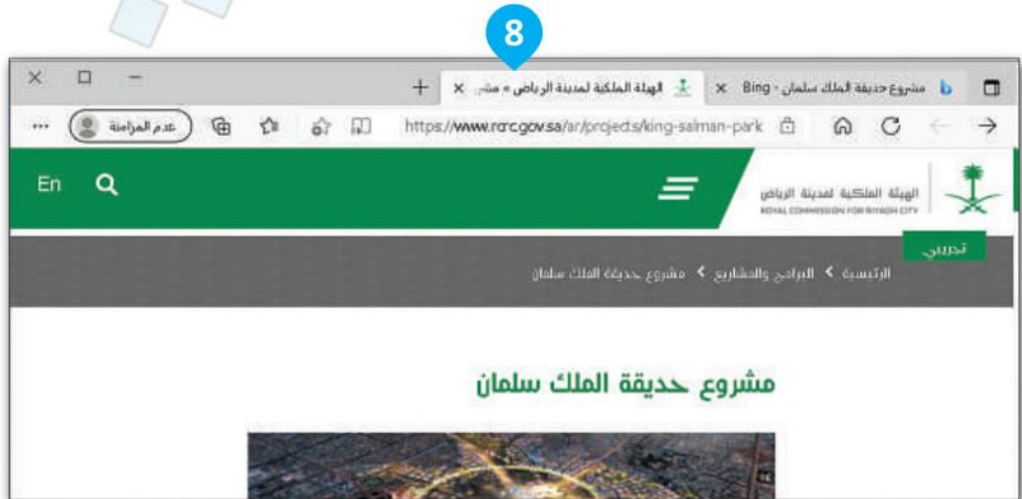 8
مشروع حديقة الملك سلمان - Bing
الهيئة الملكية لمدينة الرياض » مشر
https://www.rcrc.gov.sa/ar/projects/king-salman-park
عدم المزامنة
الهيئة الملكية لمدينة الرياض
ROYAL COMMISSION FOR RIYADH CITY
En
تجريبي
الرئيسية > البرامج والمشاريع > مشروع حديقة الملك سلمان
مشروع حديقة الملك سلمان